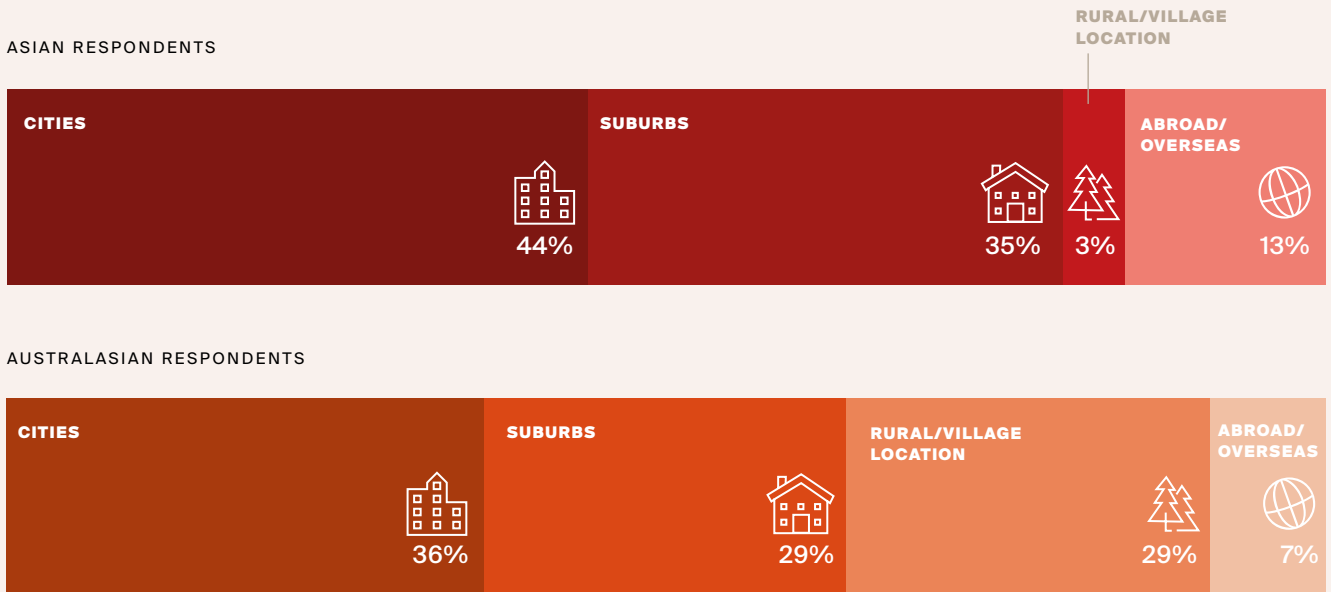 RURAL/VILLAGE
LOCATION
ASIAN RESPONDENTS
CITIES
SUBURBS
ABROAD/
OVERSEAS
44%
35%
3%
13%
AUSTRALASIAN RESPONDENTS
CITIES
SUBURBS
RURAL/VILLAGE
LOCATION
ABROAD/
OVERSEAS
36%
29%
29%
7%